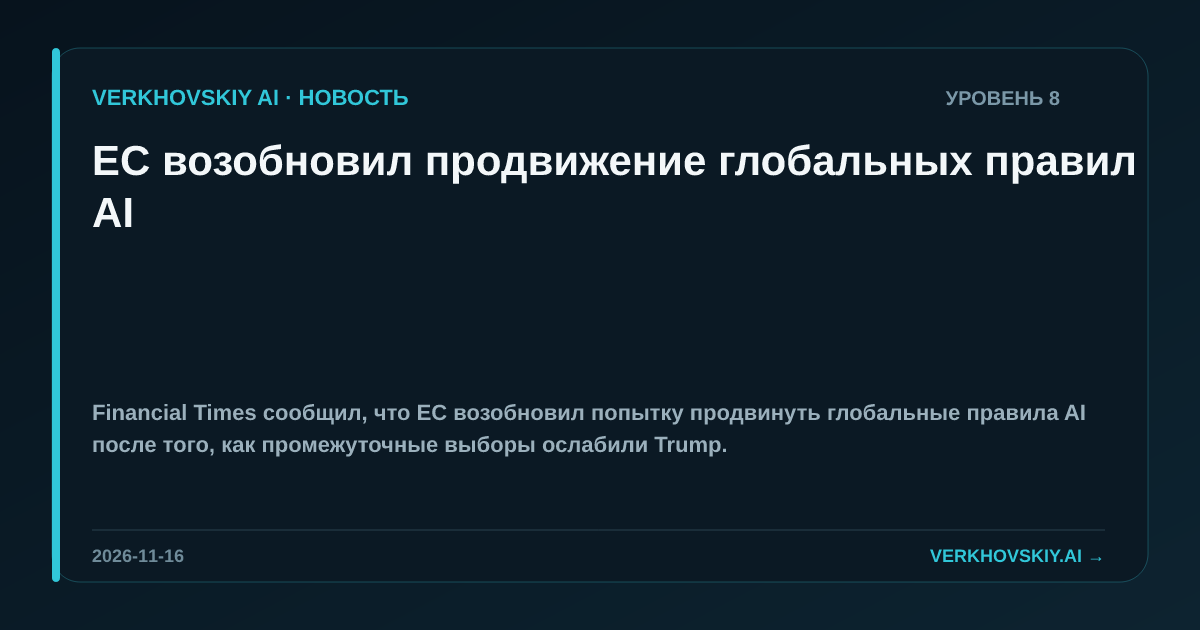 VERKHOVSKIY AI · НОВОСТЬ
УРОВЕНЬ 8
ЕС возобновил продвижение глобальных правил
AI
Financial Times сообщил, что ЕС возобновил попытку продвинуть глобальные правила AI
после того, как промежуточные выборы ослабили Trump.
2026-11-16
VERKHOVSKIY.AI →